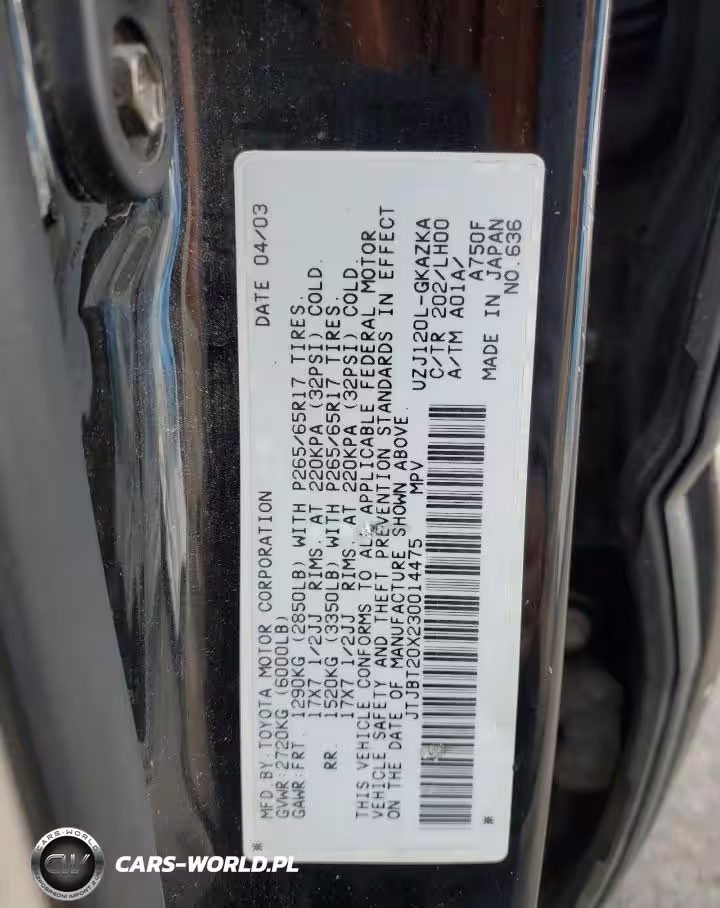 MFD BY: TOYOTA MOTOR CORPORATION DATE 04/03
GVWR: 2720KG (6000LB)
GAWR: FRT. 1290KG (2850LB) WITH P265/65R17 TIRES.
17X7 1/2JJ RIMS. AT 220KPA (32PSI) COLD.
RR. 1520KG (3350LB) WITH P265/65R17 TIRES.
17X7 1/2JJ RIMS. AT 220KPA (32PSI) COLD.
THIS VEHICLE CONFORMS TO ALL APPLICABLE FEDERAL MOTOR
VEHICLE SAFETY AND THEFT PREVENTION STANDARDS IN EFFECT
ON THE DATE OF MANUFACTURE SHOWN ABOVE.
JTJBT20X230014475 MPV
UZJ120L-GKAZKA
C/TR 202/LH00
A/TM A01A/
A750F
MADE IN JAPAN
NO.636
CARS-WORLD.PL
CW
CARS-WORLD.PL